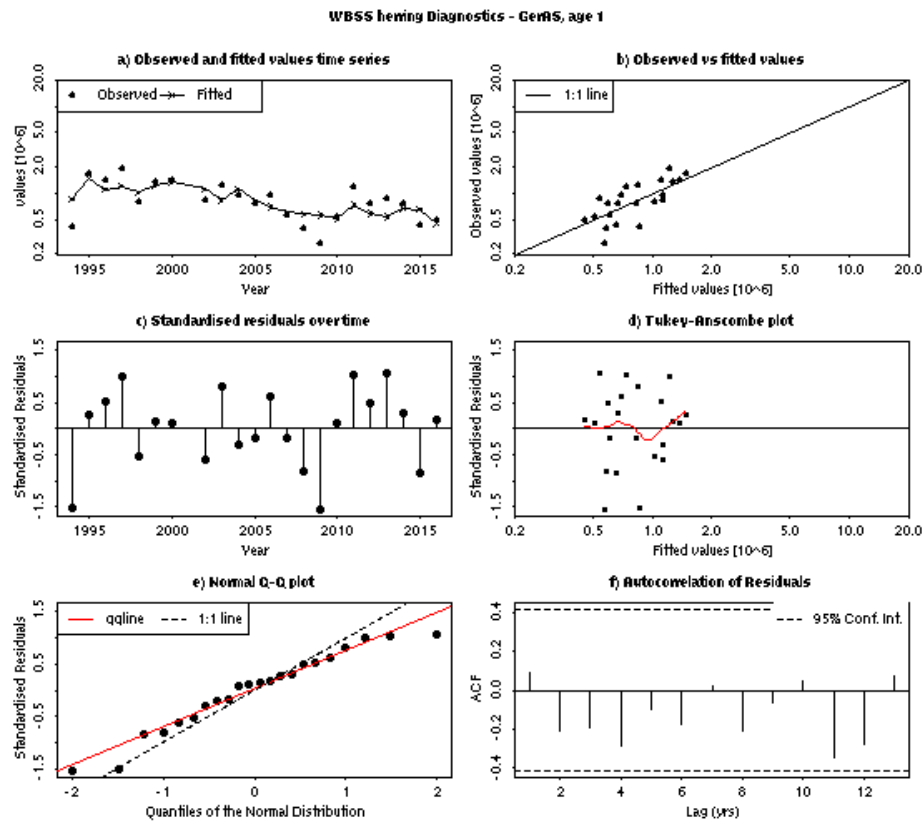 WBSS herring Diagnostics - GerAS, age 1
a) Observed and fitted values time series
Observed Fitted
values [10^6]
0.2 0.5 2.0 5.0 20.0
1995 2000 2005 2010 2015
Year
b) Observed vs fitted values
1:1 line
Observed values [10^6]
0.2 0.5 2.0 5.0 20.0
0.2 0.5 1.0 2.0 5.0 10.0 20.0
Fitted values [10^6]
c) Standardised residuals over time
Standardised Residuals
-1.5 -0.5 0.5 1.5
1995 2000 2005 2010 2015
Year
d) Tukey-Anscombe plot
Standardised Residuals
-1.5 -0.5 0.5 1.5
0.2 0.5 1.0 2.0 5.0 10.0 20.0
Fitted values [10^6]
e) Normal Q-Q plot
qqline 1:1 line
Standardised Residuals
-1.5 -0.5 0.5 1.5
-2 -1 0 1 2
Quantiles of the Normal Distribution
f) Autocorrelation of Residuals
95% Conf. Int.
ACF
-0.4 -0.2 0.0 0.2 0.4
2 4 6 8 10 12
Lag (yrs)